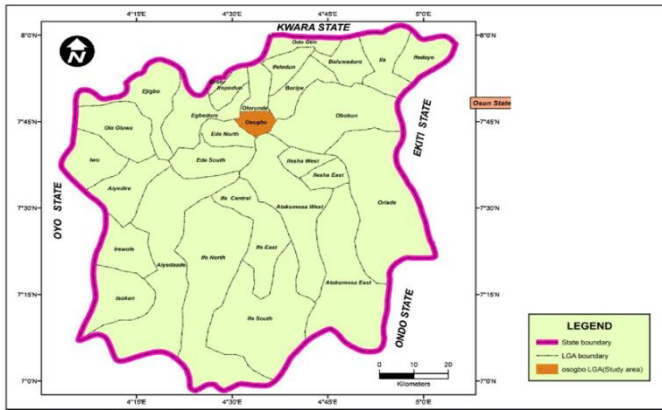 4°15'E 4°30'E 4°45'E 5°0'E
KWARA STATE
8°0'N 8°0'N
N
Odo Otin
Ila
Ifedayo
Boluwaduro
Ifelodun
Ejigbo
Irepodun
Boripe
Olorunda
Osun State
Egbedore
Obokun
7°45'N 7°45'N
Osogbo
Ola Oluwa
Ede North
EKITI STATE
Ede South
Iwo
Ilesha West
Ilesha East
Aiyedire
OYO STATE
Ife Central
Atakumosa West
Oriade
7°30'N 7°30'N
Irewole
Ife East
Ife North
Aiyedaade
Atakumosa East
Isokan
7°15'N 7°15'N
ONDO STATE
Ife South
LEGEND
State boundary
LGA boundary
osogbo LGA(Study area)
0 10 20
Kilometers
7°0'N 7°0'N
4°15'E 4°30'E 4°45'E 5°0'E